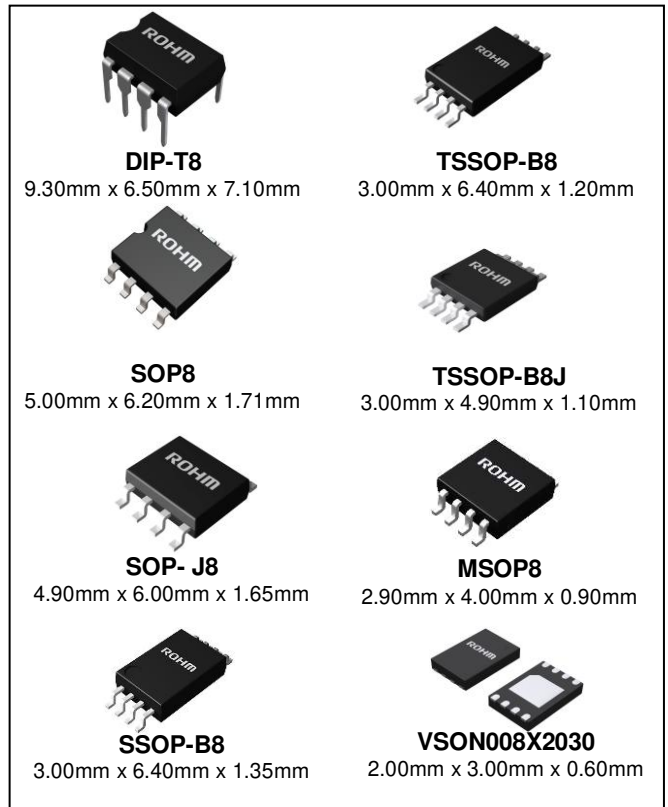 ROHM
DIP-T8
9.30mm x 6.50mm x 7.10mm
ROHM
TSSOP-B8
3.00mm x 6.40mm x 1.20mm
ROHM
SOP8
5.00mm x 6.20mm x 1.71mm
ROHM
TSSOP-B8J
3.00mm x 4.90mm x 1.10mm
ROHM
SOP- J8
4.90mm x 6.00mm x 1.65mm
ROHM
MSOP8
2.90mm x 4.00mm x 0.90mm
ROHM
SSOP-B8
3.00mm x 6.40mm x 1.35mm
ROHM
VSON008X2030
2.00mm x 3.00mm x 0.60mm